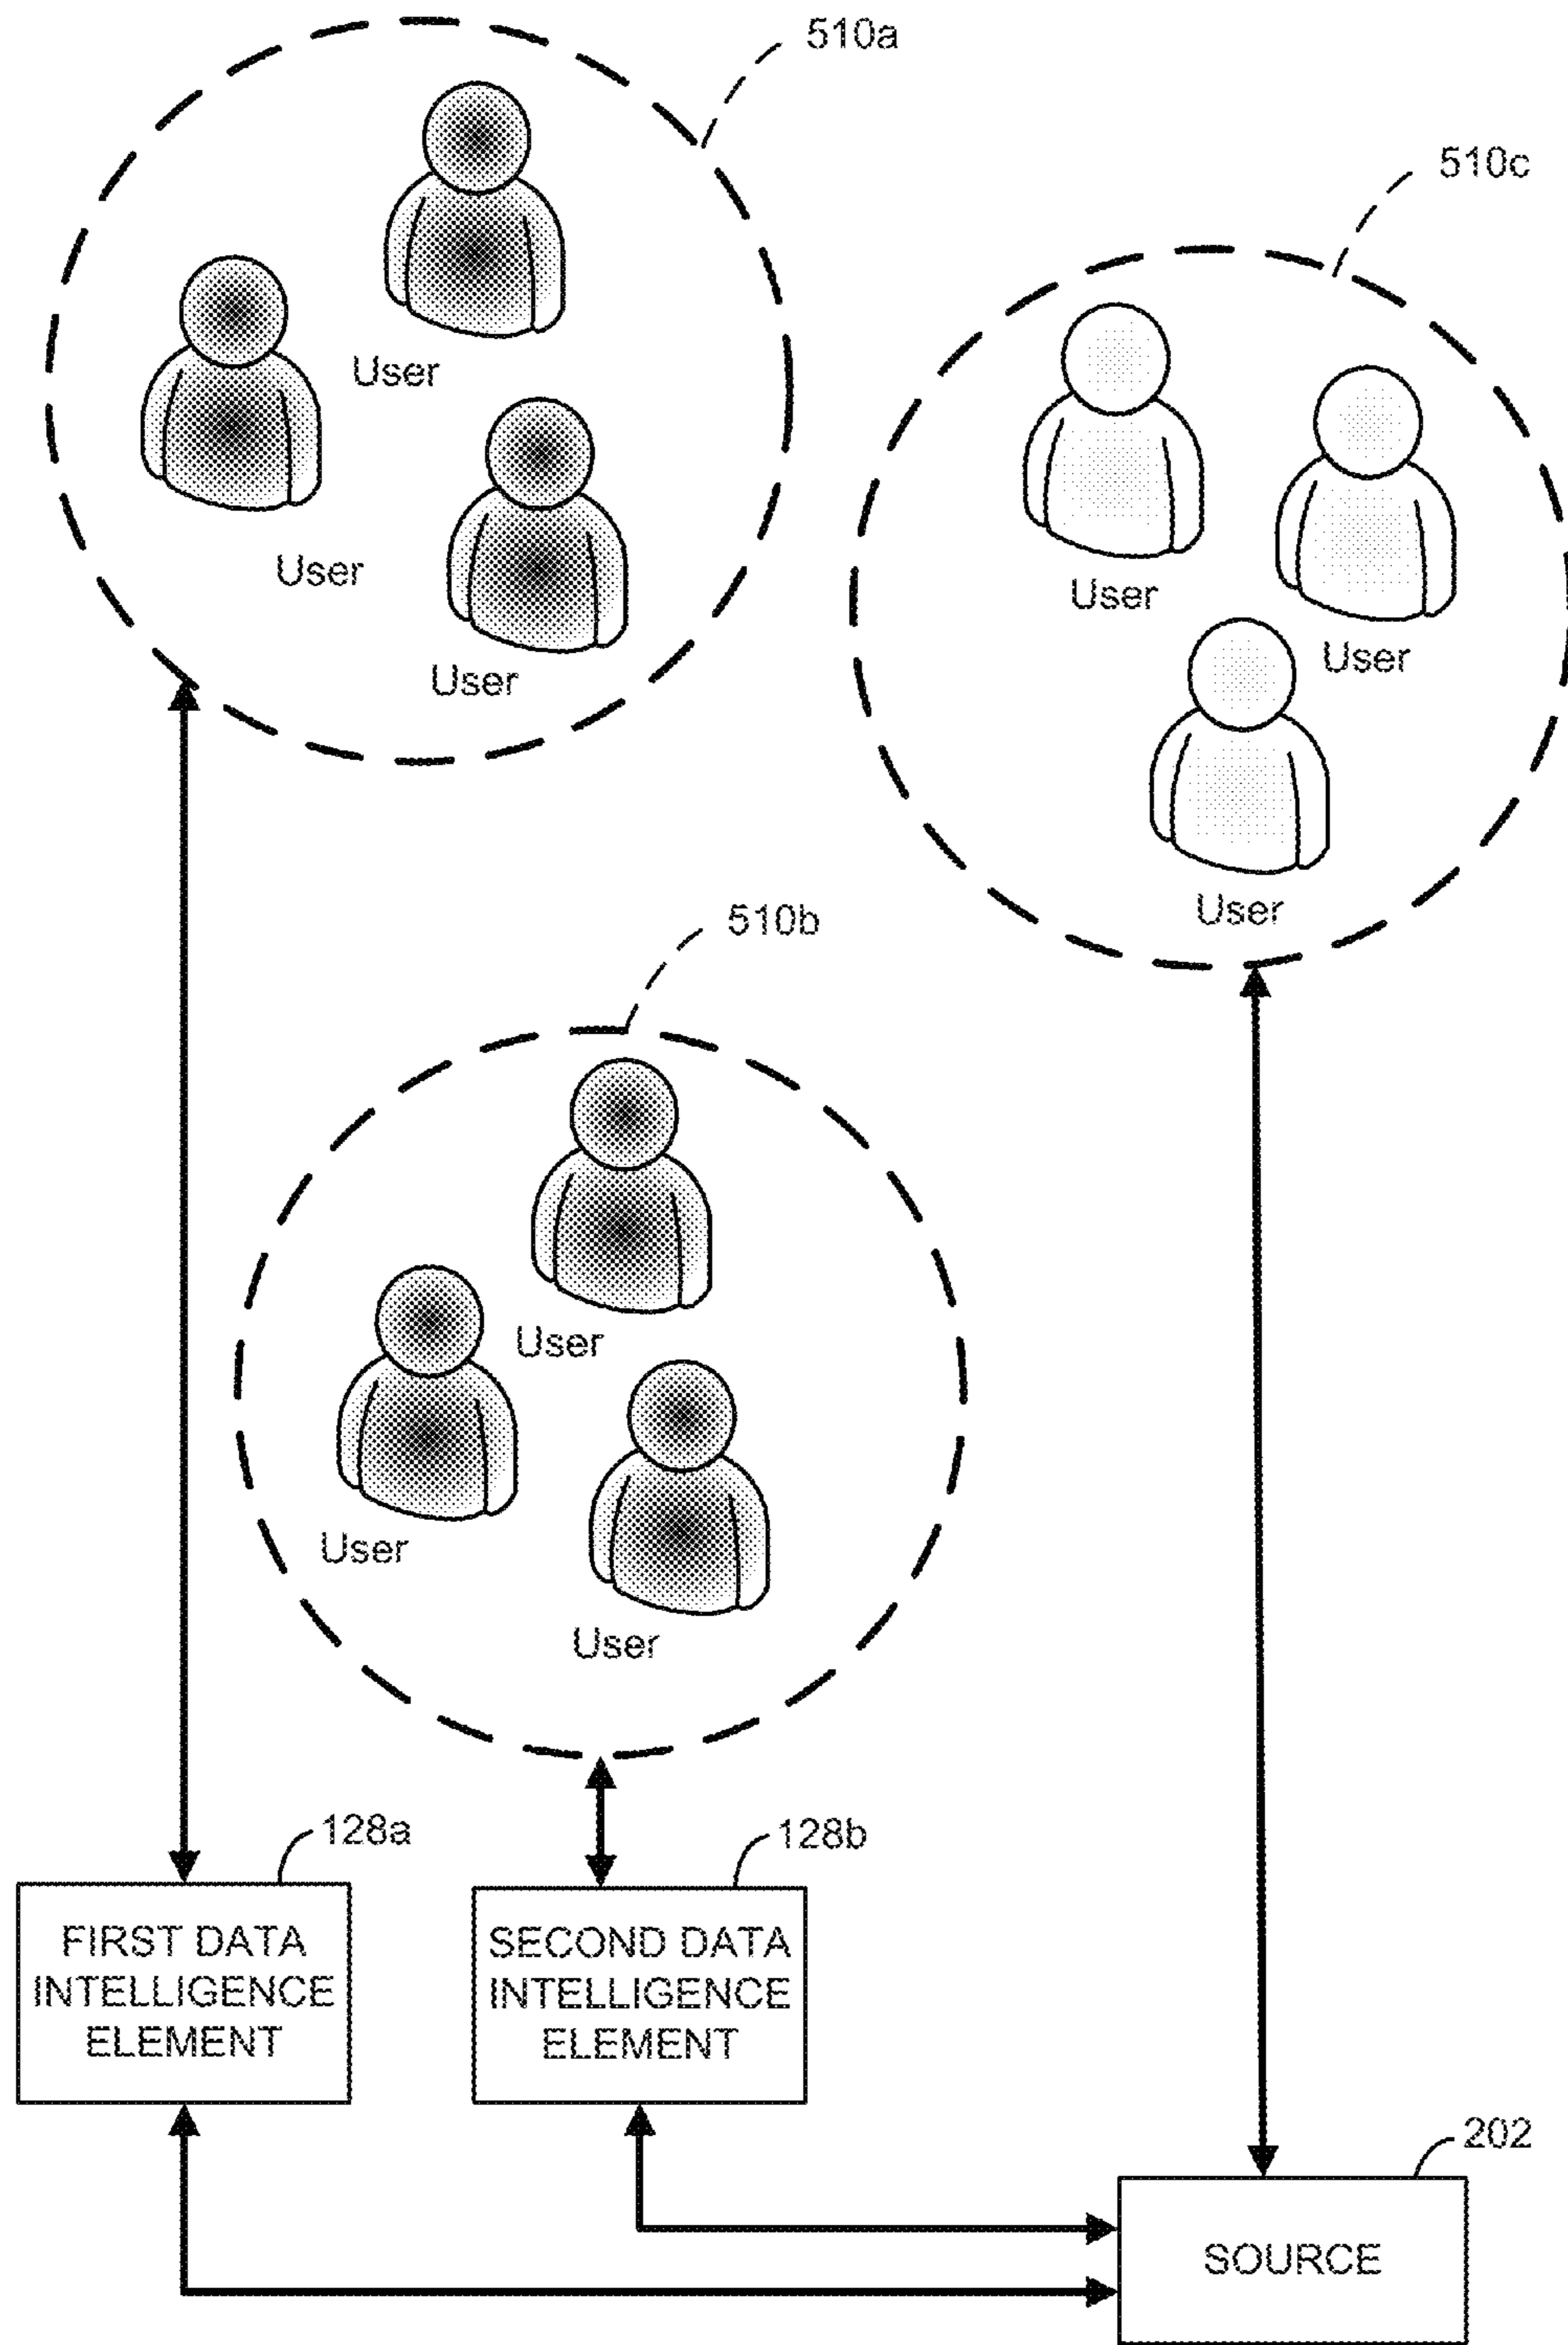 510a
510c
User
User
User
User
User
User
510b
User
User
User
128a
128b
FIRST DATA
INTELLIGENCE
ELEMENT
SECOND DATA
INTELLIGENCE
ELEMENT
202
SOURCE